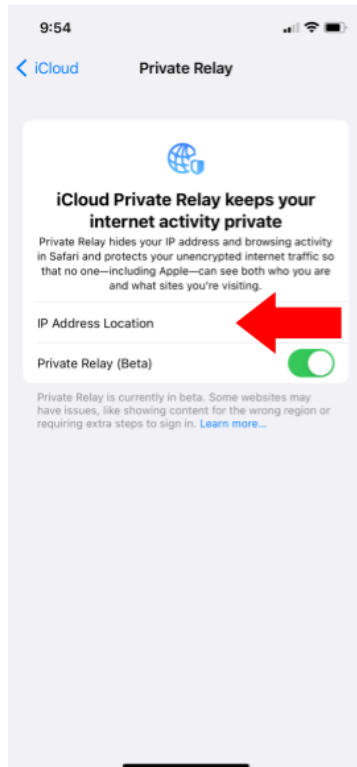 9:54
iCloud
Private Relay
iCloud Private Relay keeps your
internet activity private
Private Relay hides your IP address and browsing activity
in Safari and protects your unencrypted internet traffic so
that no one—including Apple—can see both who you are
and what sites you're visiting.
IP Address Location
Private Relay (Beta)
Private Relay is currently in beta. Some websites may
have issues, like showing content for the wrong region or
requiring extra steps to sign in. Learn more...